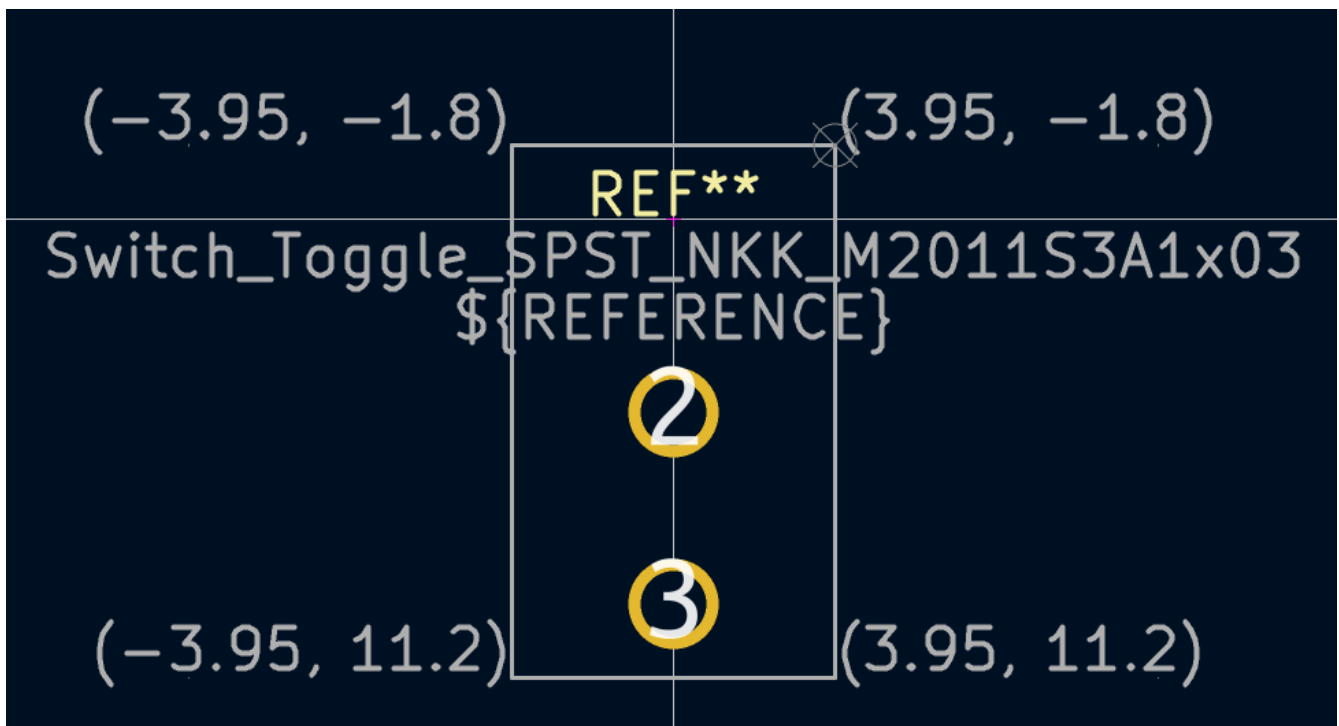 (−3.95, −1.8) (3.95, −1.8)
REF**
Switch_Toggle_SPST_NKK_M2011S3A1x03
${REFERENCE}
2
3
(−3.95, 11.2) (3.95, 11.2)